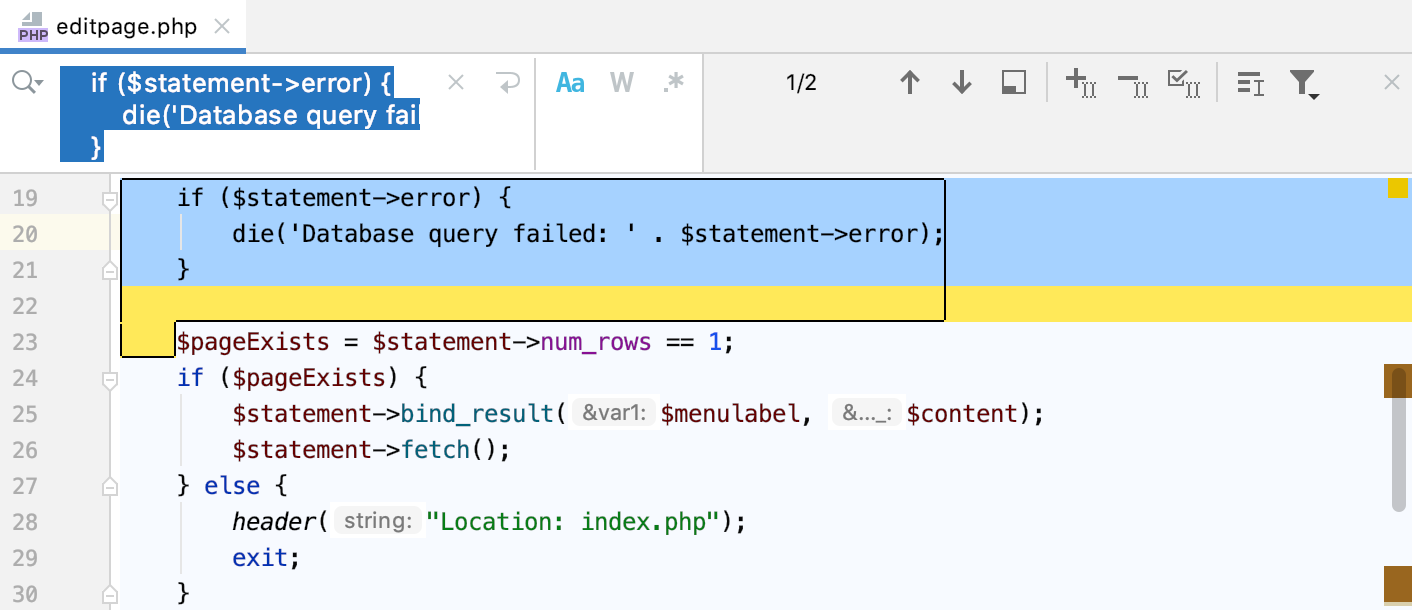 PHP editpage.php
if ($statement->error) {
die('Database query fai
}
Aa W .* 1/2
19 if ($statement->error) {
20 die('Database query failed: ' . $statement->error);
21 }
22
23 $pageExists = $statement->num_rows == 1;
24 if ($pageExists) {
25 $statement->bind_result( &var1: $menulabel, &..._: $content);
26 $statement->fetch();
27 } else {
28 header( string: "Location: index.php");
29 exit;
30 }